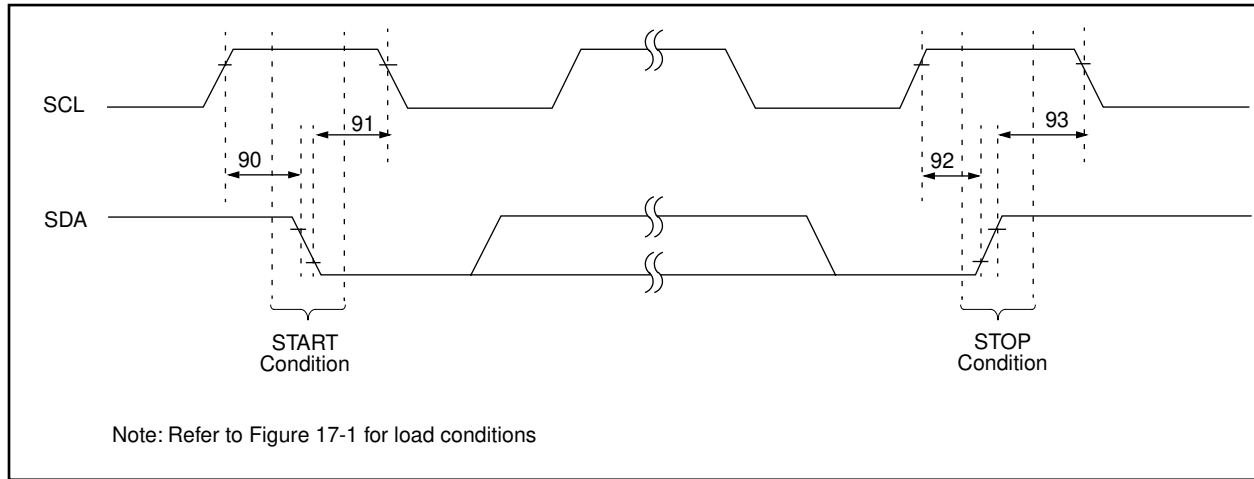 SCL
91
93
90
92
SDA
START
Condition
STOP
Condition
Note: Refer to Figure 17-1 for load conditions